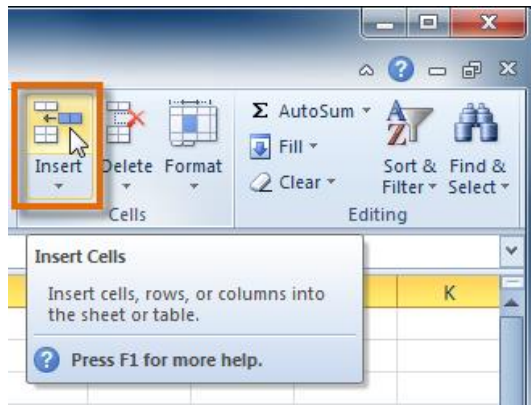 Σ AutoSum
Fill
Clear
Insert Delete Format
Sort & Filter
Find & Select
Cells
Editing
Insert Cells
Insert cells, rows, or columns into
the sheet or table.
Press F1 for more help.
K